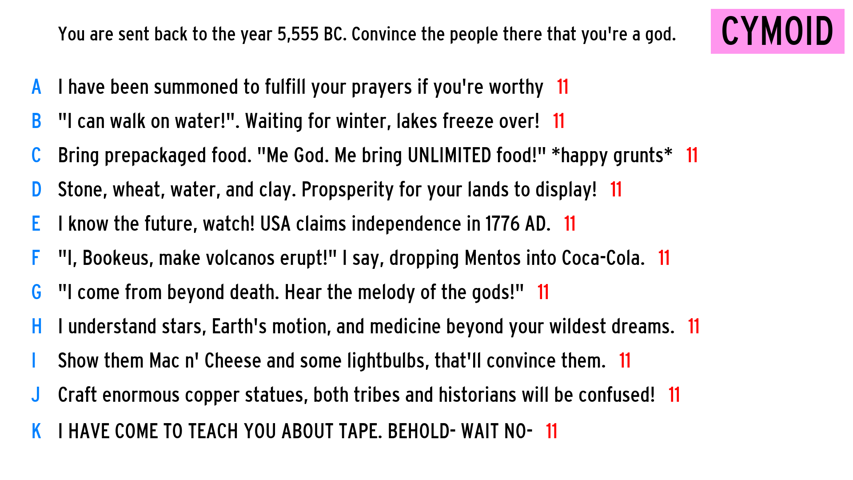 You are sent back to the year 5,555 BC. Convince the people there that you're a god.
CYMOID
A I have been summoned to fulfill your prayers if you're worthy 11
B "I can walk on water!". Waiting for winter, lakes freeze over! 11
C Bring prepackaged food. "Me God. Me bring UNLIMITED food!" *happy grunts* 11
D Stone, wheat, water, and clay. Propsperity for your lands to display! 11
E I know the future, watch! USA claims independence in 1776 AD. 11
F "I, Bookeus, make volcanos erupt!" I say, dropping Mentos into Coca-Cola. 11
G "I come from beyond death. Hear the melody of the gods!" 11
H I understand stars, Earth's motion, and medicine beyond your wildest dreams. 11
I Show them Mac n' Cheese and some lightbulbs, that'll convince them. 11
J Craft enormous copper statues, both tribes and historians will be confused! 11
K I HAVE COME TO TEACH YOU ABOUT TAPE. BEHOLD- WAIT NO- 11